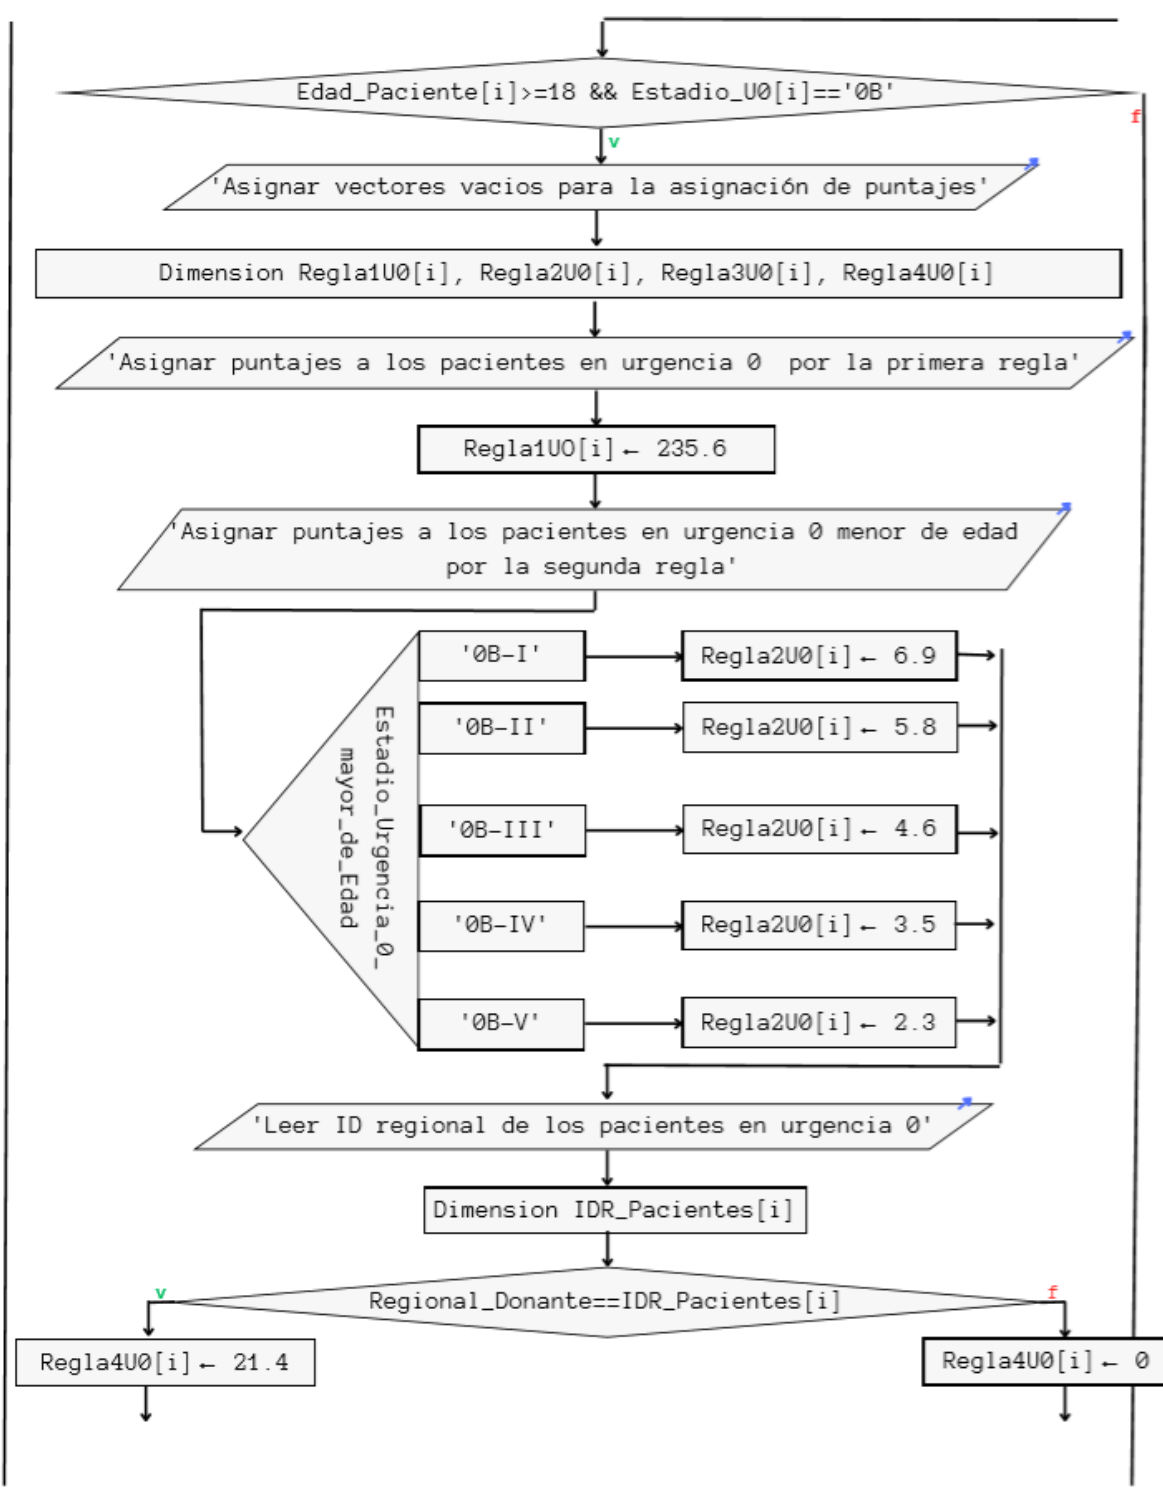 Edad_Paciente[i]>=18 && Estadio_U0[i]=='0B'
f
v
'Asignar vectores vacios para la asignación de puntajes'
Dimension Regla1U0[i], Regla2U0[i], Regla3U0[i], Regla4U0[i]
'Asignar puntajes a los pacientes en urgencia 0  por la primera regla'
Regla1UO[i]← 235.6
'Asignar puntajes a los pacientes en urgencia 0 menor de edad
por la segunda regla'
Estadio_Urgencia_0_
mayor_de_Edad
'0B-I'
Regla2U0[i]← 6.9
'0B-II'
Regla2U0[i]← 5.8
'0B-III'
Regla2U0[i]← 4.6
'0B-IV'
Regla2U0[i]← 3.5
'0B-V'
Regla2U0[i]← 2.3
'Leer ID regional de los pacientes en urgencia 0'
Dimension IDR_Pacientes[i]
Regional_Donante==IDR_Pacientes[i]
v
f
Regla4U0[i]← 21.4
Regla4U0[i]← 0